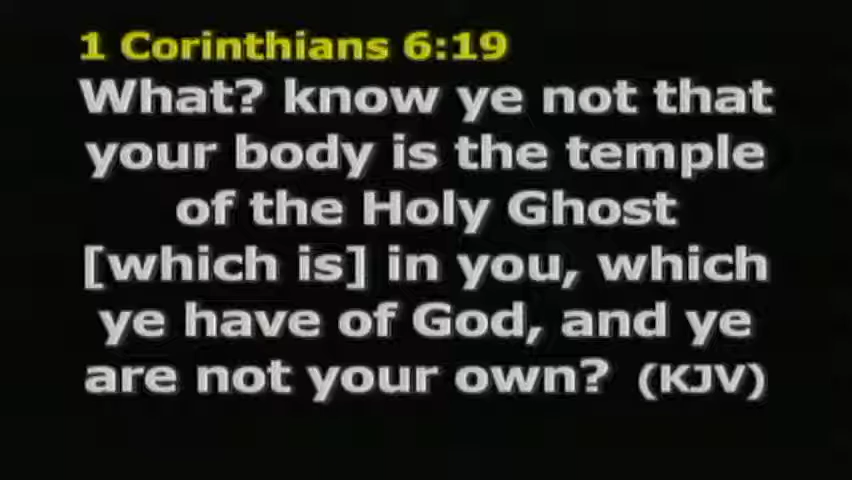 1 Corinthians 6:19
What? know ye not that
your body is the temple
of the Holy Ghost
[which is] in you, which
ye have of God, and ye
are not your own? (KJV)